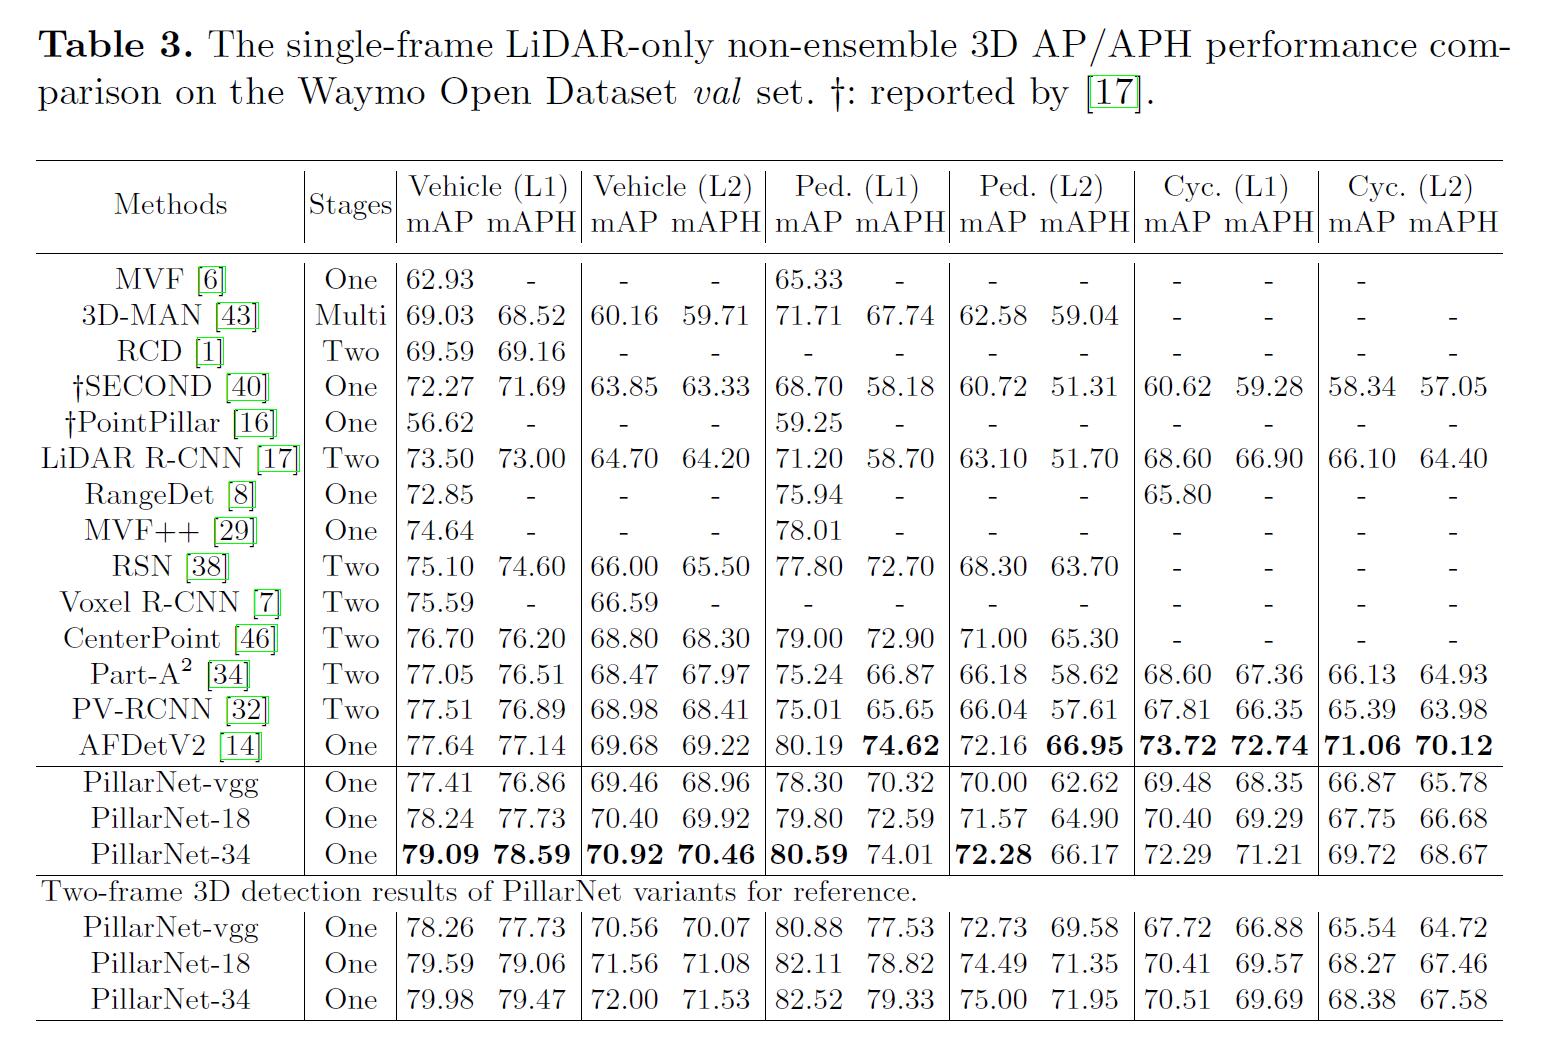 Table 3. The single-frame LiDAR-only non-ensemble 3D AP/APH performance com-
parison on the Waymo Open Dataset val set. †: reported by [17].
Methods Stages Vehicle (L1) Vehicle (L2) Ped. (L1) Ped. (L2) Cyc. (L1) Cyc. (L2)
mAP mAPH mAP mAPH mAP mAPH mAP mAPH mAP mAPH mAP mAPH
MVF [6] One 62.93 - - - 65.33 - - - - - -
3D-MAN [43] Multi 69.03 68.52 60.16 59.71 71.71 67.74 62.58 59.04 - - - -
RCD [1] Two 69.59 69.16 - - - - - - - - - -
†SECOND [40] One 72.27 71.69 63.85 63.33 68.70 58.18 60.72 51.31 60.62 59.28 58.34 57.05
†PointPillar [16] One 56.62 - - - 59.25 - - - - - - -
LiDAR R-CNN [17] Two 73.50 73.00 64.70 64.20 71.20 58.70 63.10 51.70 68.60 66.90 66.10 64.40
RangeDet [8] One 72.85 - - - 75.94 - - - 65.80 - - -
MVF++ [29] One 74.64 - - - 78.01 - - - - - - -
RSN [38] Two 75.10 74.60 66.00 65.50 77.80 72.70 68.30 63.70 - - - -
Voxel R-CNN [7] Two 75.59 - 66.59 - - - - - - - - -
CenterPoint [46] Two 76.70 76.20 68.80 68.30 79.00 72.90 71.00 65.30 - - - -
Part-A² [34] Two 77.05 76.51 68.47 67.97 75.24 66.87 66.18 58.62 68.60 67.36 66.13 64.93
PV-RCNN [32] Two 77.51 76.89 68.98 68.41 75.01 65.65 66.04 57.61 67.81 66.35 65.39 63.98
AFDetV2 [14] One 77.64 77.14 69.68 69.22 80.19 74.62 72.16 66.95 73.72 72.74 71.06 70.12
PillarNet-vgg One 77.41 76.86 69.46 68.96 78.30 70.32 70.00 62.62 69.48 68.35 66.87 65.78
PillarNet-18 One 78.24 77.73 70.40 69.92 79.80 72.59 71.57 64.90 70.40 69.29 67.75 66.68
PillarNet-34 One 79.09 78.59 70.92 70.46 80.59 74.01 72.28 66.17 72.29 71.21 69.72 68.67
Two-frame 3D detection results of PillarNet variants for reference.
PillarNet-vgg One 78.26 77.73 70.56 70.07 80.88 77.53 72.73 69.58 67.72 66.88 65.54 64.72
PillarNet-18 One 79.59 79.06 71.56 71.08 82.11 78.82 74.49 71.35 70.41 69.57 68.27 67.46
PillarNet-34 One 79.98 79.47 72.00 71.53 82.52 79.33 75.00 71.95 70.51 69.69 68.38 67.58